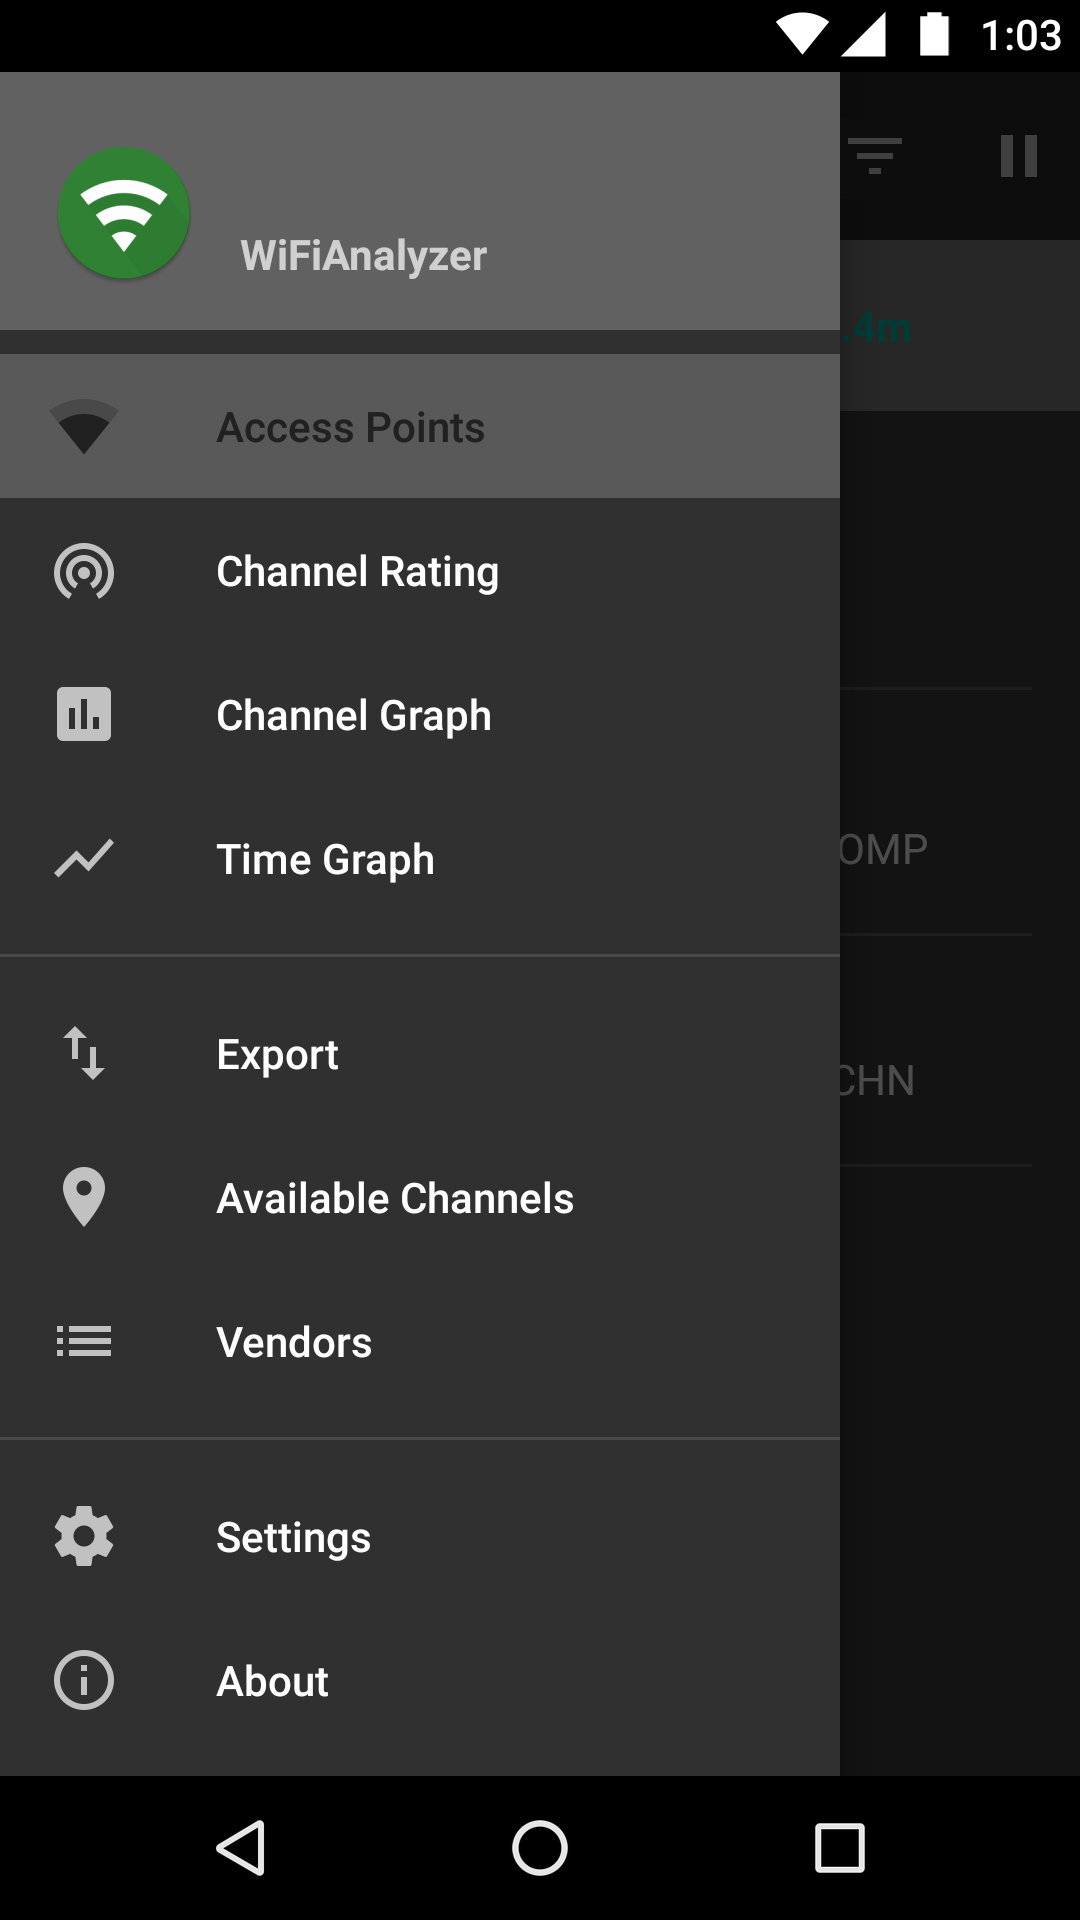 1:03
WiFiAnalyzer
.4m
Access Points
Channel Rating
Channel Graph
Time Graph
OMP
Export
CHN
Available Channels
Vendors
Settings
About